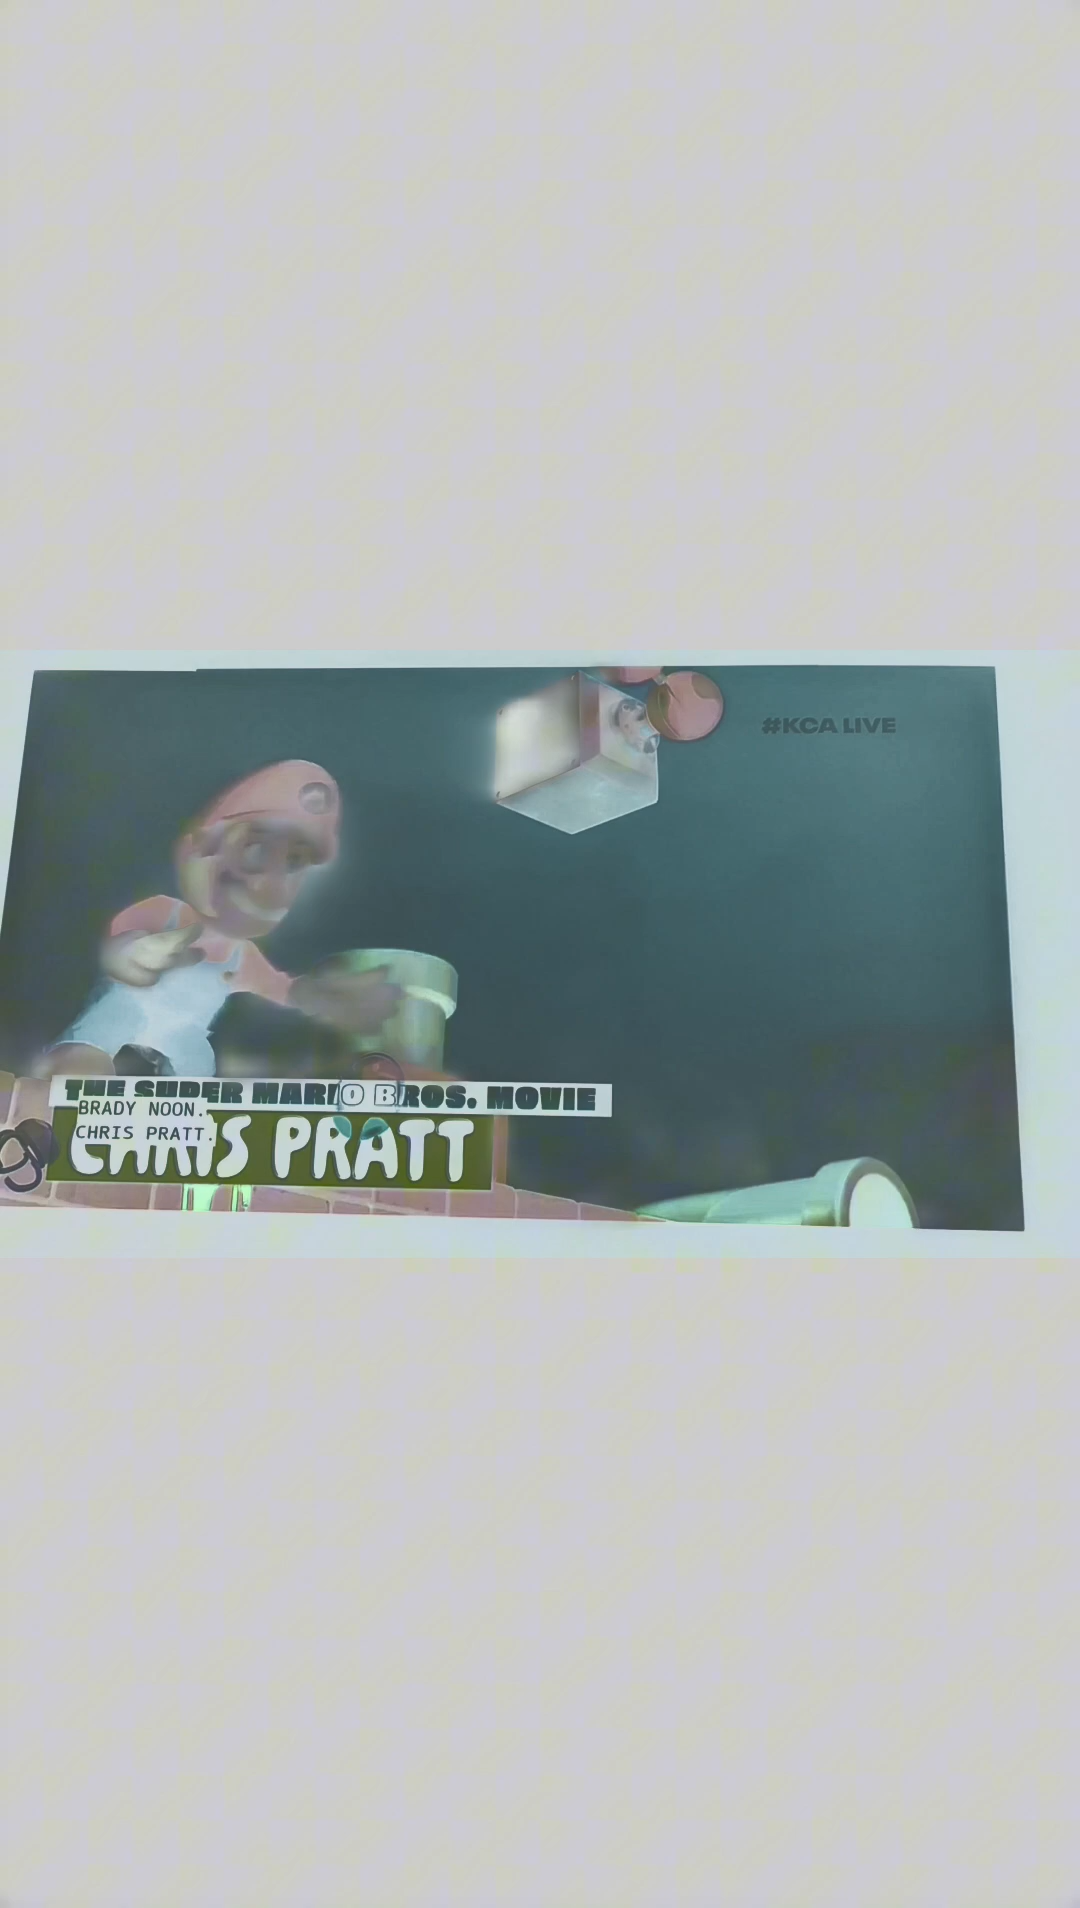 #KCA LIVE
THE SUPER MARIO BROS. MOVIE
BRADY NOON.
CHRIS PRATT.
CHRIS PRATT